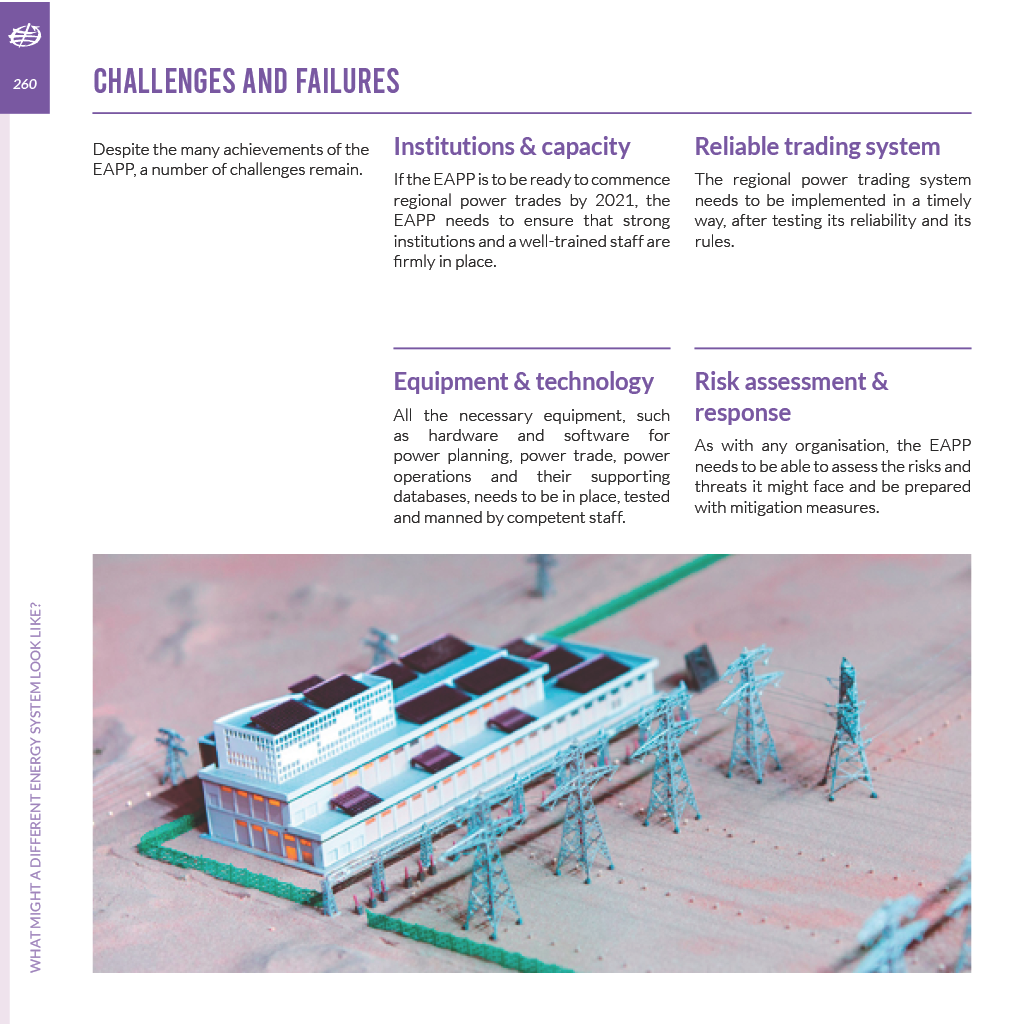 260
CHALLENGES AND FAILURES
Despite the many achievements of the
EAPP, a number of challenges remain.
Institutions & capacity
If the EAPP is to be ready to commence
regional power trades by 2021, the
EAPP needs to ensure that strong
institutions and a well-trained staff are
firmly in place.
Reliable trading system
The regional power trading system
needs to be implemented in a timely
way, after testing its reliability and its
rules.
Equipment & technology
All the necessary equipment, such
as hardware and software for
power planning, power trade, power
operations and their supporting
databases, needs to be in place, tested
and manned by competent staff.
Risk assessment &
response
As with any organisation, the EAPP
needs to be able to assess the risks and
threats it might face and be prepared
with mitigation measures.
WHAT MIGHT A DIFFERENT ENERGY SYSTEM LOOK LIKE?